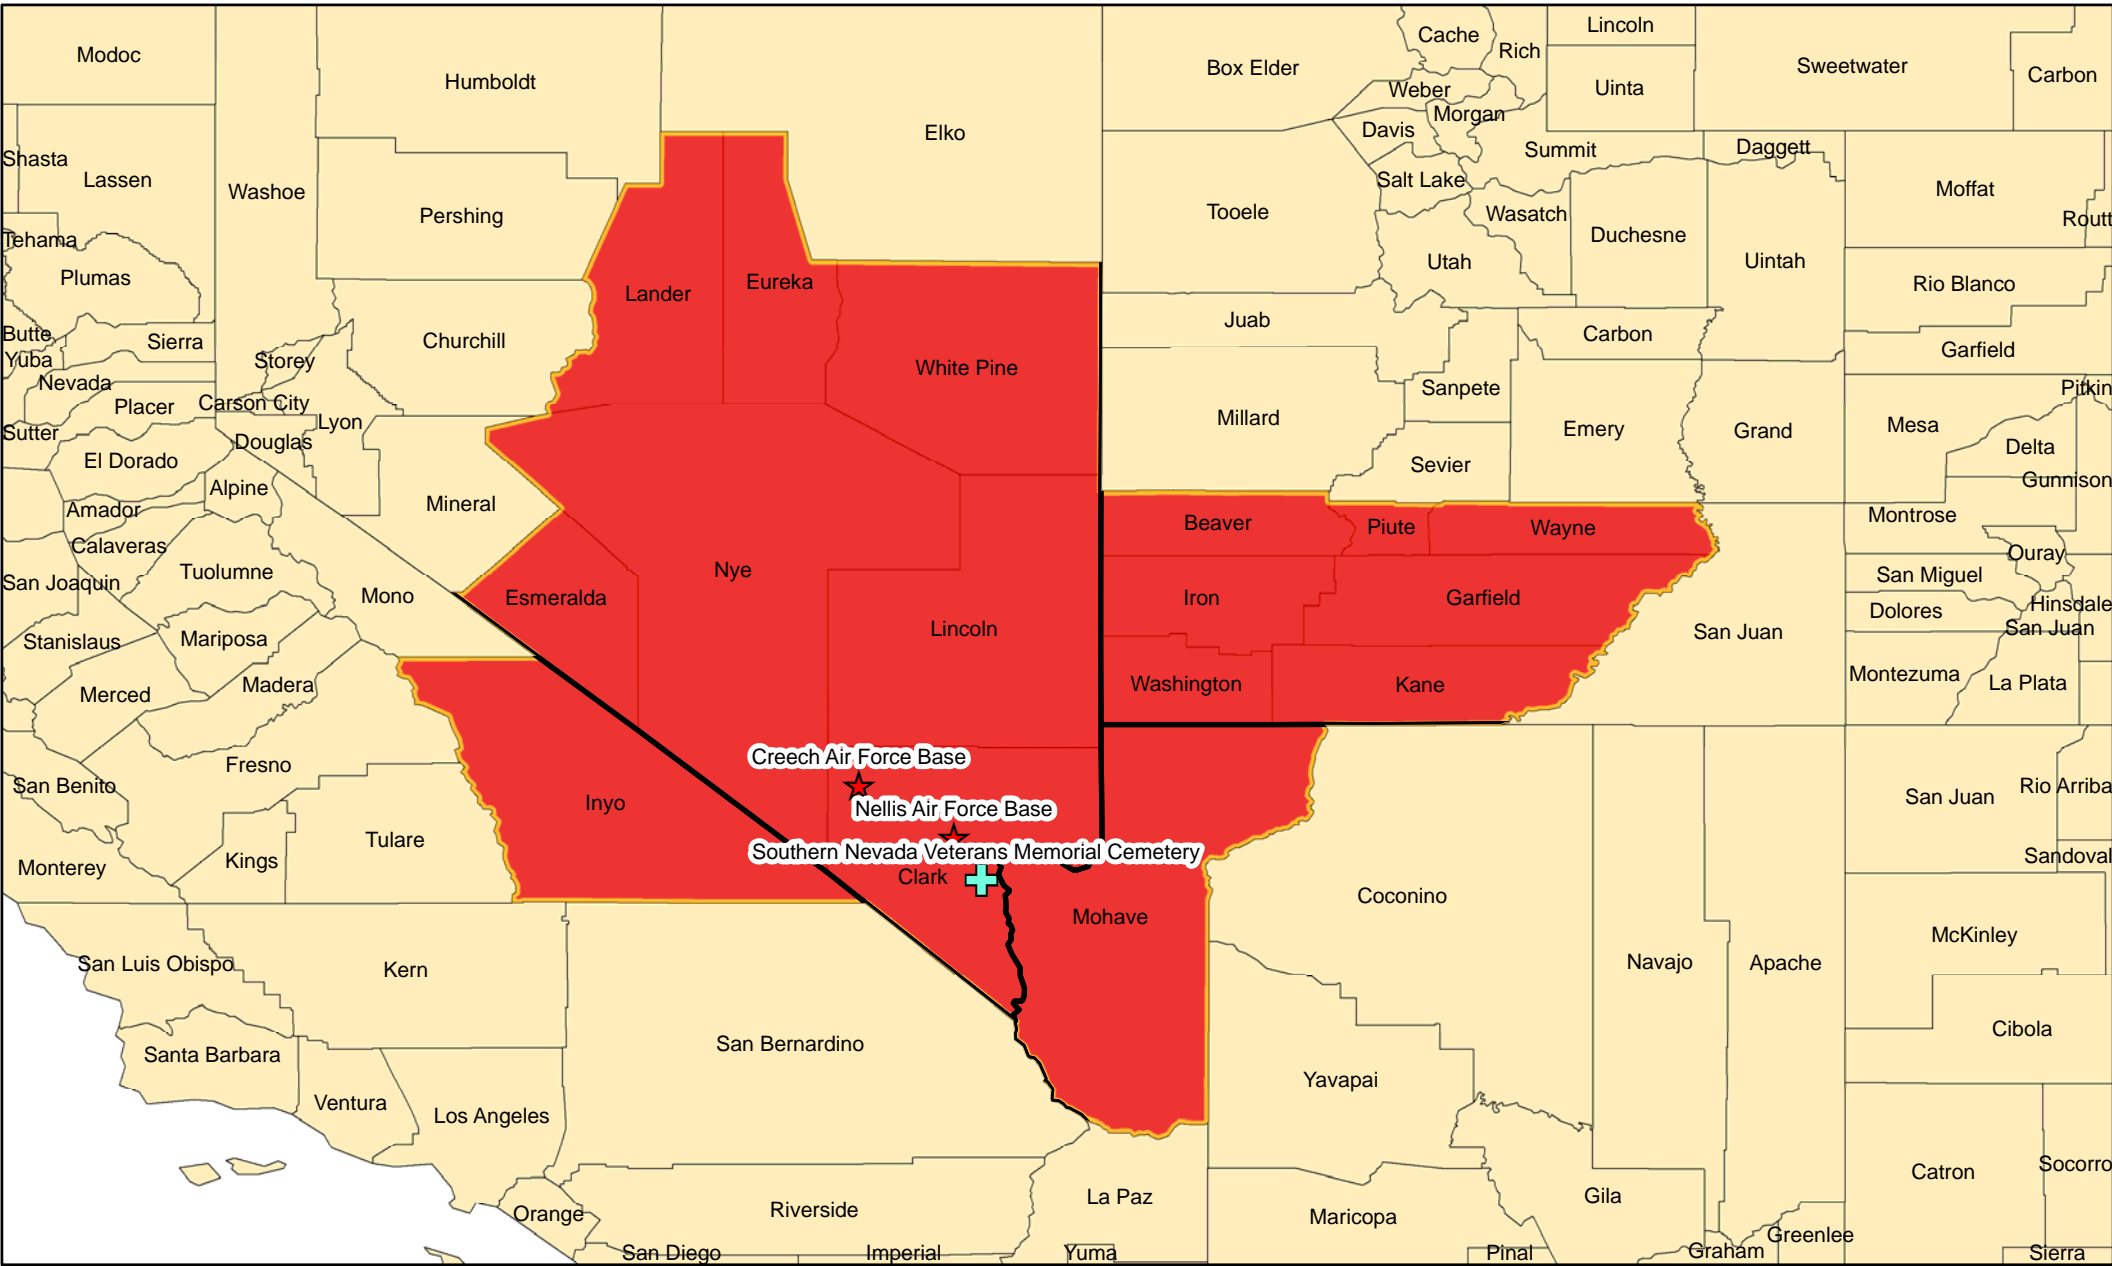 Modoc
Humboldt
Elko
Box Elder
Cache
Rich
Lincoln
Uinta
Sweetwater
Carbon
Weber
Morgan
Davis
Summit
Daggett
Shasta
Lassen
Washoe
Pershing
Tooele
Salt Lake
Wasatch
Duchesne
Uintah
Moffat
Routt
Tehama
Plumas
Utah
Lander
Eureka
Rio Blanco
Butte
Sierra
Yuba
Storey
Churchill
Juab
Carbon
Garfield
White Pine
Nevada
Placer
Carson City
Lyon
Sanpete
Pitkin
Sutter
Douglas
Millard
Emery
Grand
Mesa
Delta
El Dorado
Sevier
Alpine
Gunnison
Amador
Mineral
Beaver
Piute
Wayne
Montrose
Calaveras
Ouray
San Joaquin
Tuolumne
Mono
Esmeralda
Nye
Iron
Garfield
San Miguel
Hinsdale
Dolores
San Juan
Stanislaus
Mariposa
Lincoln
San Juan
Merced
Madera
Washington
Kane
Montezuma
La Plata
Creech Air Force Base
Fresno
San Benito
Inyo
Nellis Air Force Base
San Juan
Rio Arriba
Tulare
Kings
Monterey
Southern Nevada Veterans Memorial Cemetery
Sandoval
Clark
Coconino
Mohave
McKinley
San Luis Obispo
Kern
Navajo
Apache
Cibola
San Bernardino
Santa Barbara
Yavapai
Ventura
Los Angeles
Catron
Socorro
La Paz
Gila
Orange
Riverside
Maricopa
Greenlee
San Diego
Imperial
Yuma
Pinal
Graham
Sierra